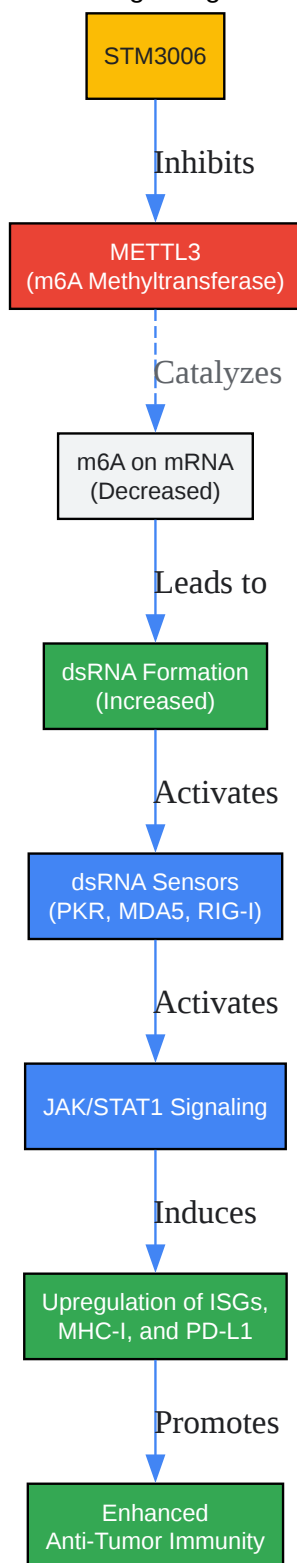 STM3006
Inhibits
METTL3
(m6A Methyltransferase)
Catalyzes
m6A on mRNA
(Decreased)
Leads to
dsRNA Formation
(Increased)
Activates
dsRNA Sensors
(PKR, MDA5, RIG-I)
Activates
JAK/STAT1 Signaling
Induces
Upregulation of ISGs,
MHC-I, and PD-L1
Promotes
Enhanced
Anti-Tumor Immunity